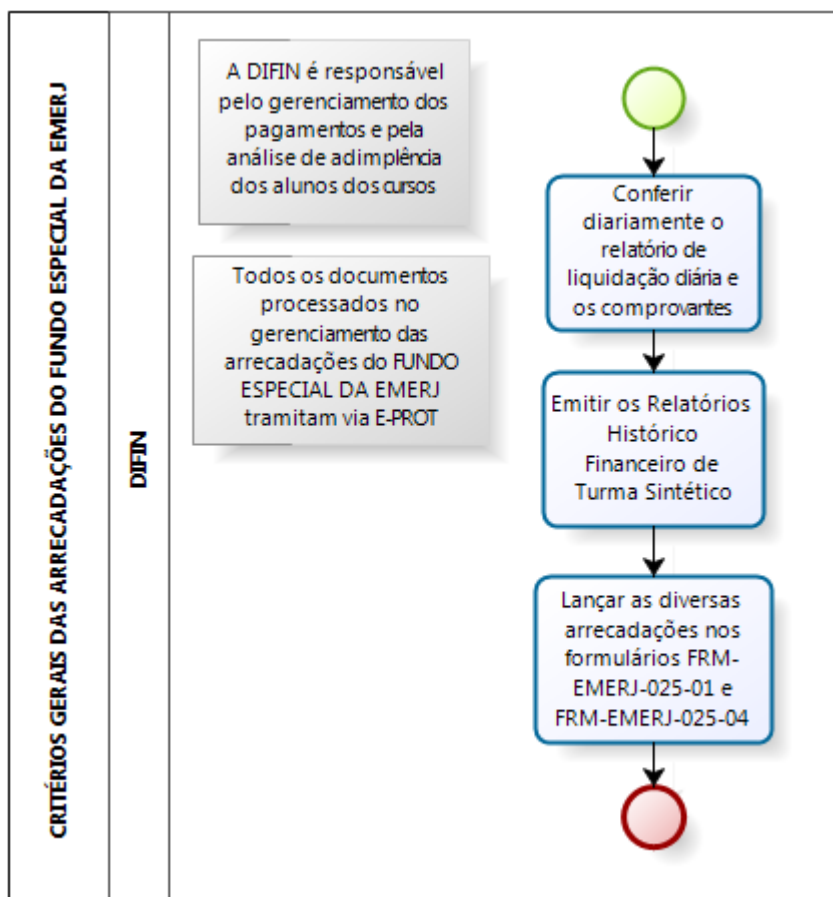 CRITÉRIOS GERAIS DAS ARRECADAÇÕES DO FUNDO ESPECIAL DA EMERJ
DIFIN
A DIFIN é responsável
pelo gerenciamento dos
pagamentos e pela
análise de adimplência
dos alunos dos cursos
Todos os documentos
processados no
gerenciamento das
arrecadações do FUNDO
ESPECIAL DA EMERJ
tramitam via E-PROT
Conferir
diariamente o
relatório de
liquidação diária e
os comprovantes
Emitir os Relatórios
Histórico
Financeiro de
Turma Sintético
Lançar as diversas
arrecadações nos
formulários FRM-
EMERJ-025-01 e
FRM-EMERJ-025-04